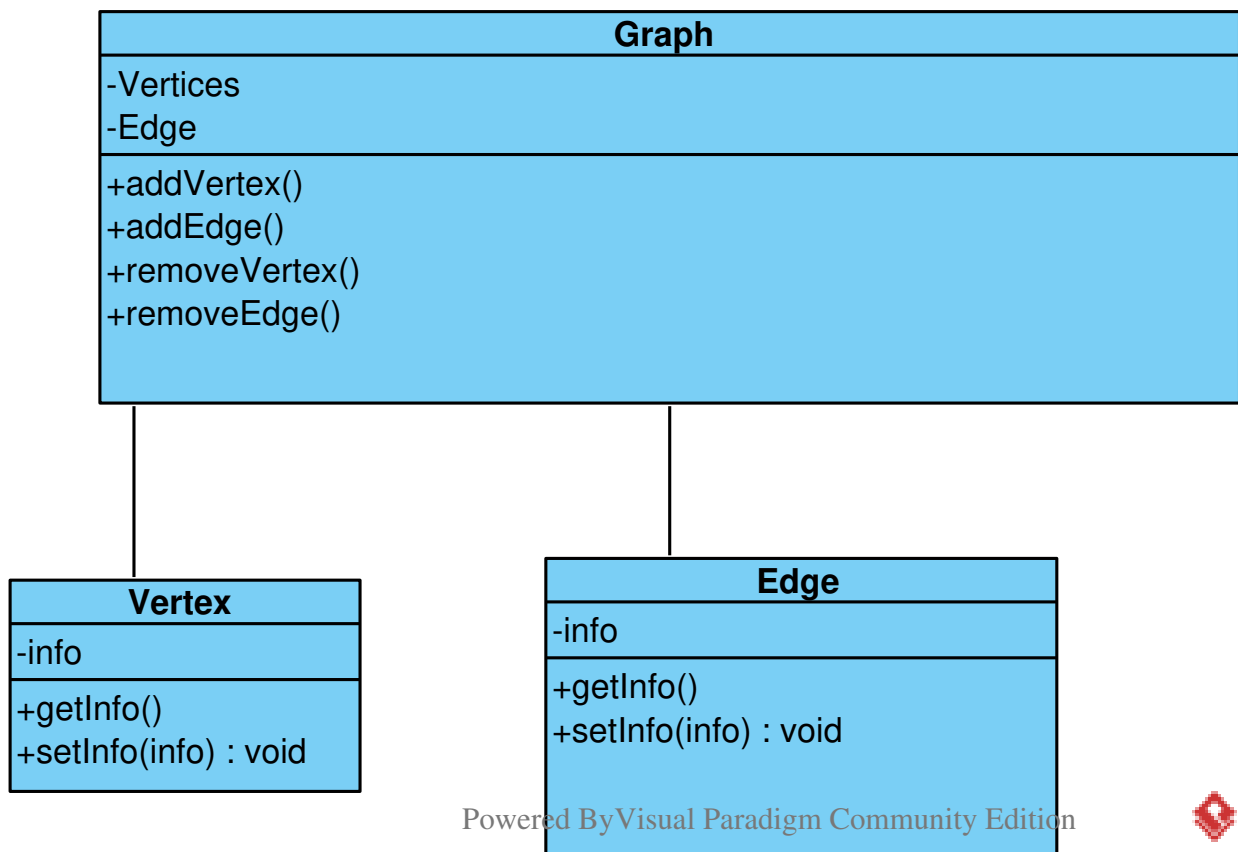 Graph
-Vertices
-Edge
+addVertex()
+addEdge()
+removeVertex()
+removeEdge()
Vertex
-info
+getInfo()
+setInfo(info) : void
Edge
-info
+getInfo()
+setInfo(info) : void
Powered ByVisual Paradigm Community Edition